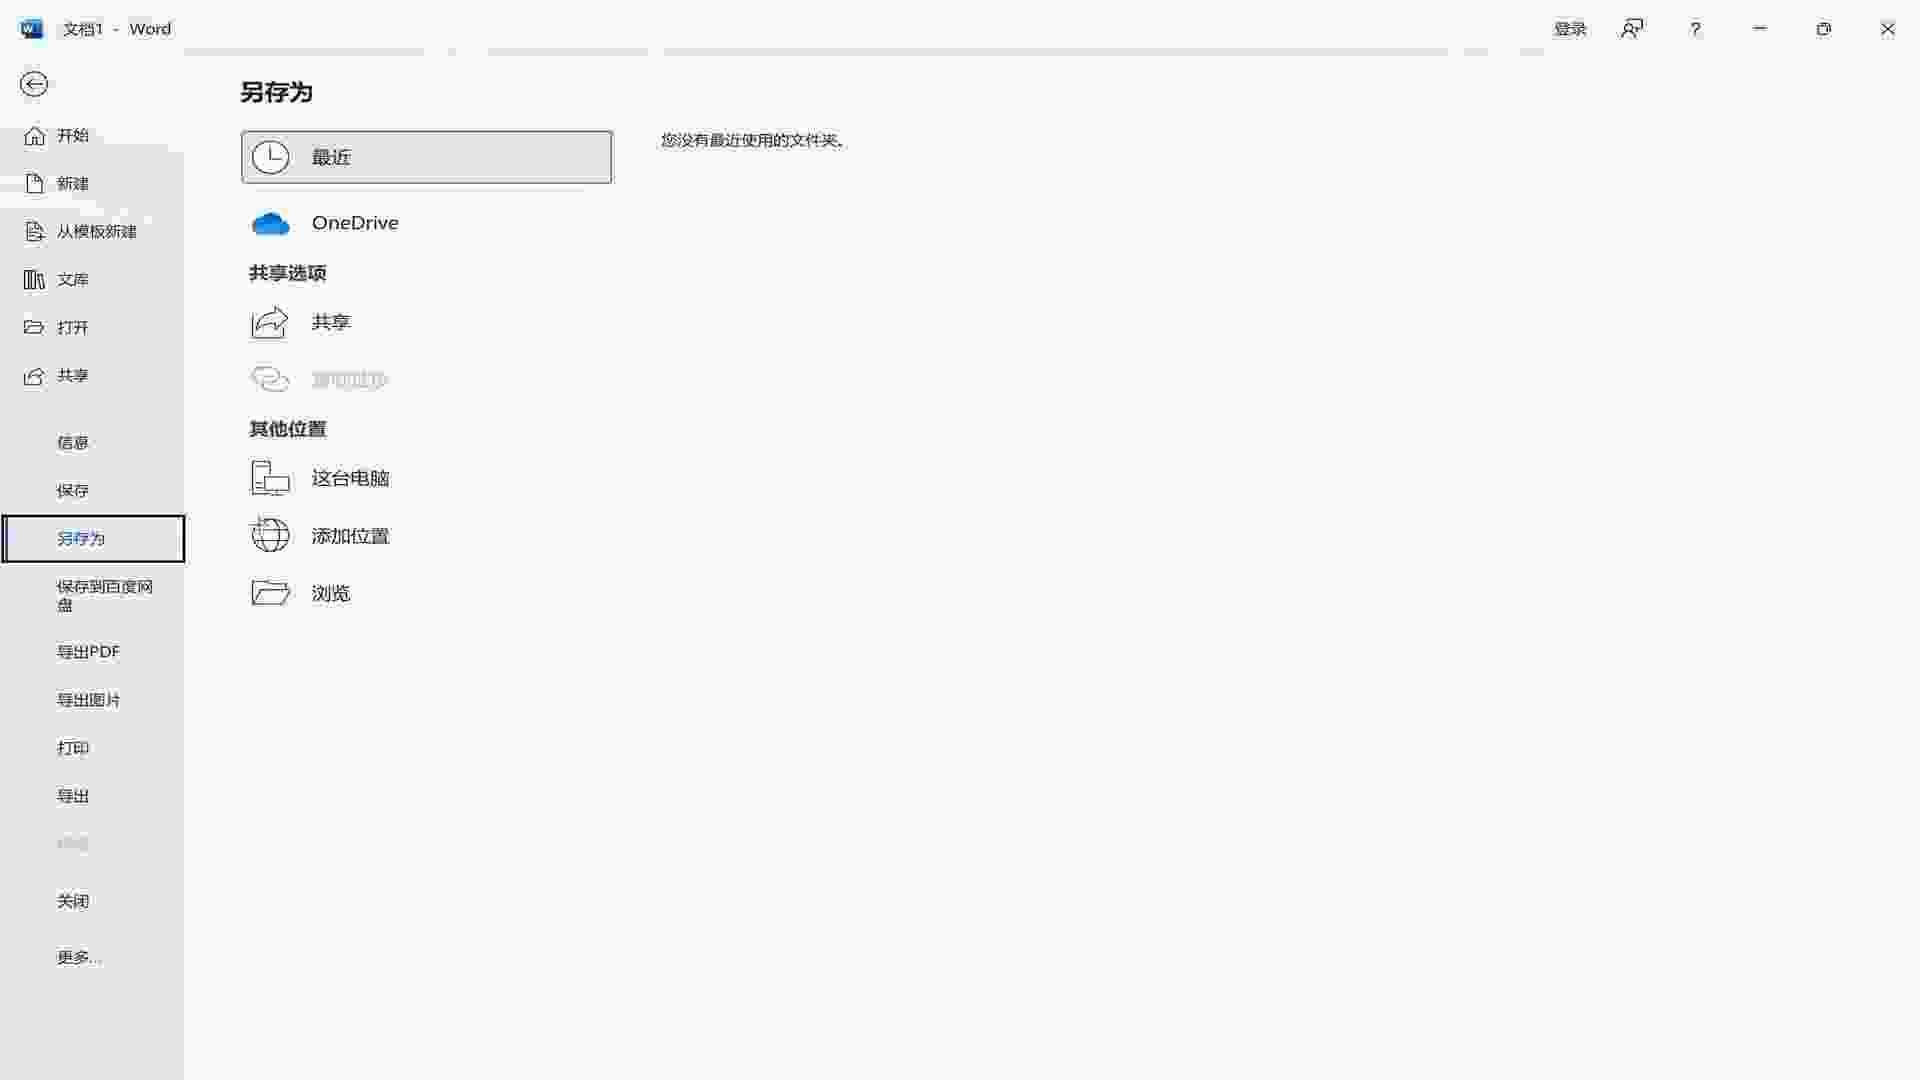 文档1 - Word
登录
?
另存为
开始
新建
从模板新建
文库
打开
共享
信息
保存
另存为
保存到百度网
盘
导出PDF
导出图片
打印
导出
关闭
更多...
最近
OneDrive
共享选项
共享
其他位置
这台电脑
添加位置
浏览
您没有最近使用的文件夹。